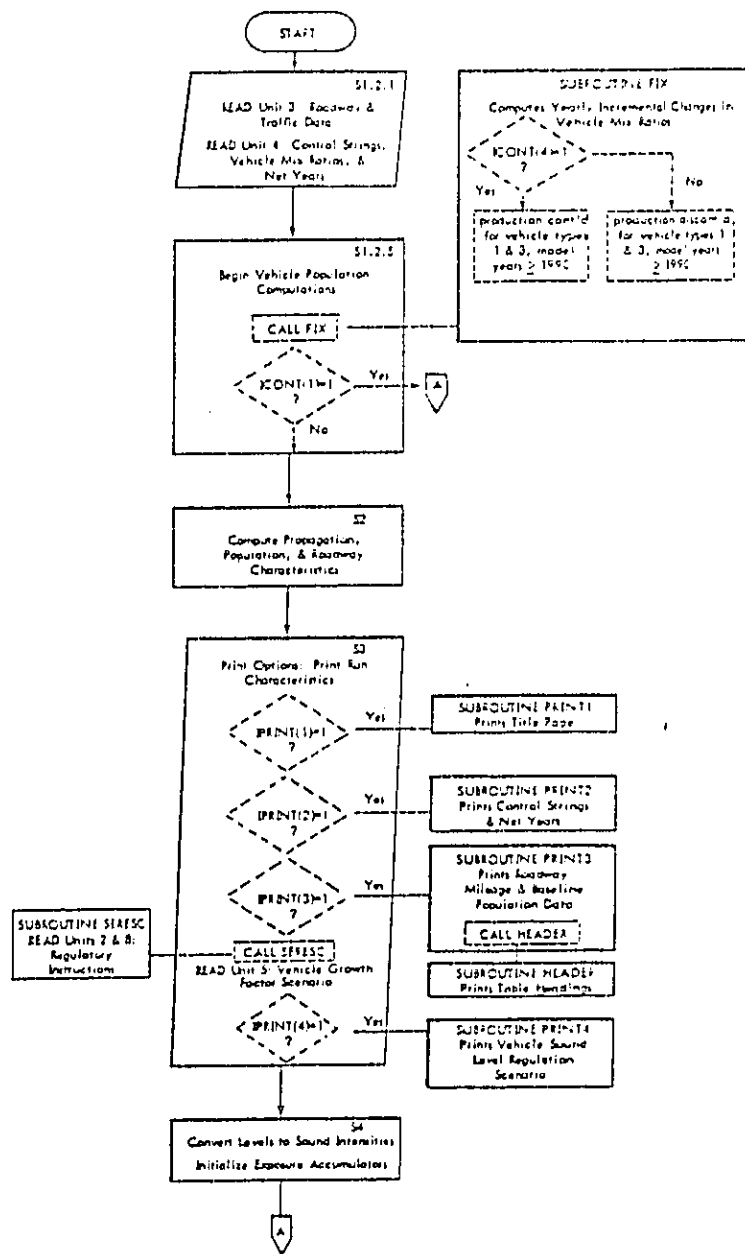 START
S1.2.1
READ Unit 3: Roadway &
Traffic Data
READ Unit 4: Control Strings,
Vehicle Mix Ratios, &
Net Years
SUBROUTINE FIX
Computes Yearly Incremental Changes in
Vehicle Mix Ratios
ICONT(4)=1
?
Yes
No
production cont'd
for vehicle types
1 & 3, model
years ≥ 1990
production discont'd,
for vehicle types 1
& 3, model years
≥ 1990
S1.2.5
Begin Vehicle Population
Computations
CALL FIX
ICONT(1)=1
?
Yes
A
No
S2
Compute Propagation,
Population, & Roadway
Characteristics
S3
Print Options: Print Run
Characteristics
IPRINT(1)=1
?
Yes
SUBROUTINE PRINT1
Prints Title Page
IPRINT(2)=1
?
Yes
SUBROUTINE PRINT2
Prints Control Strings
& Net Years
IPRINT(3)=1
?
Yes
SUBROUTINE PRINT3
Prints Roadway
Mileage & Baseline
Population Data
CALL HEADER
SUBROUTINE HEADER
Prints Table Headings
SUBROUTINE SERESC
READ Units 2 & 8:
Regulatory
Instructions
CALL SERESC
READ Unit 5: Vehicle Growth
Factor Scenario
IPRINT(4)=1
?
Yes
SUBROUTINE PRINT4
Prints Vehicle Sound
Level Regulation
Scenario
S4
Convert Levels to Sound Intensities
Initialize Exposure Accumulators
A